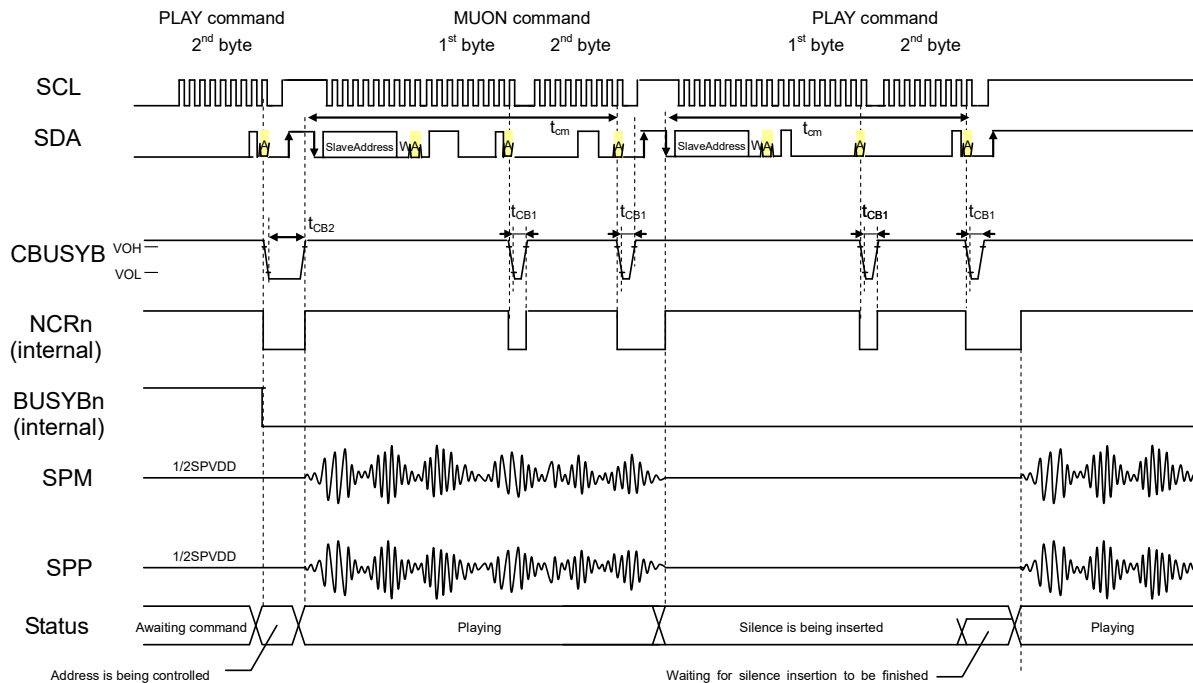 PLAY command MUON command PLAY command
2nd byte 1st byte 2nd byte 1st byte 2nd byte
SCL
tcm tcm
SDA A SlaveAddress W A A A SlaveAddress W A A A
tCB2 tCB1 tCB1 tCB1 tCB1
CBUSYB VOH
VOL
NCRn
(internal)
BUSYBn
(internal)
SPM 1/2SPVDD
SPP 1/2SPVDD
Status Awaiting command Playing Silence is being inserted Playing
Address is being controlled Waiting for silence insertion to be finished